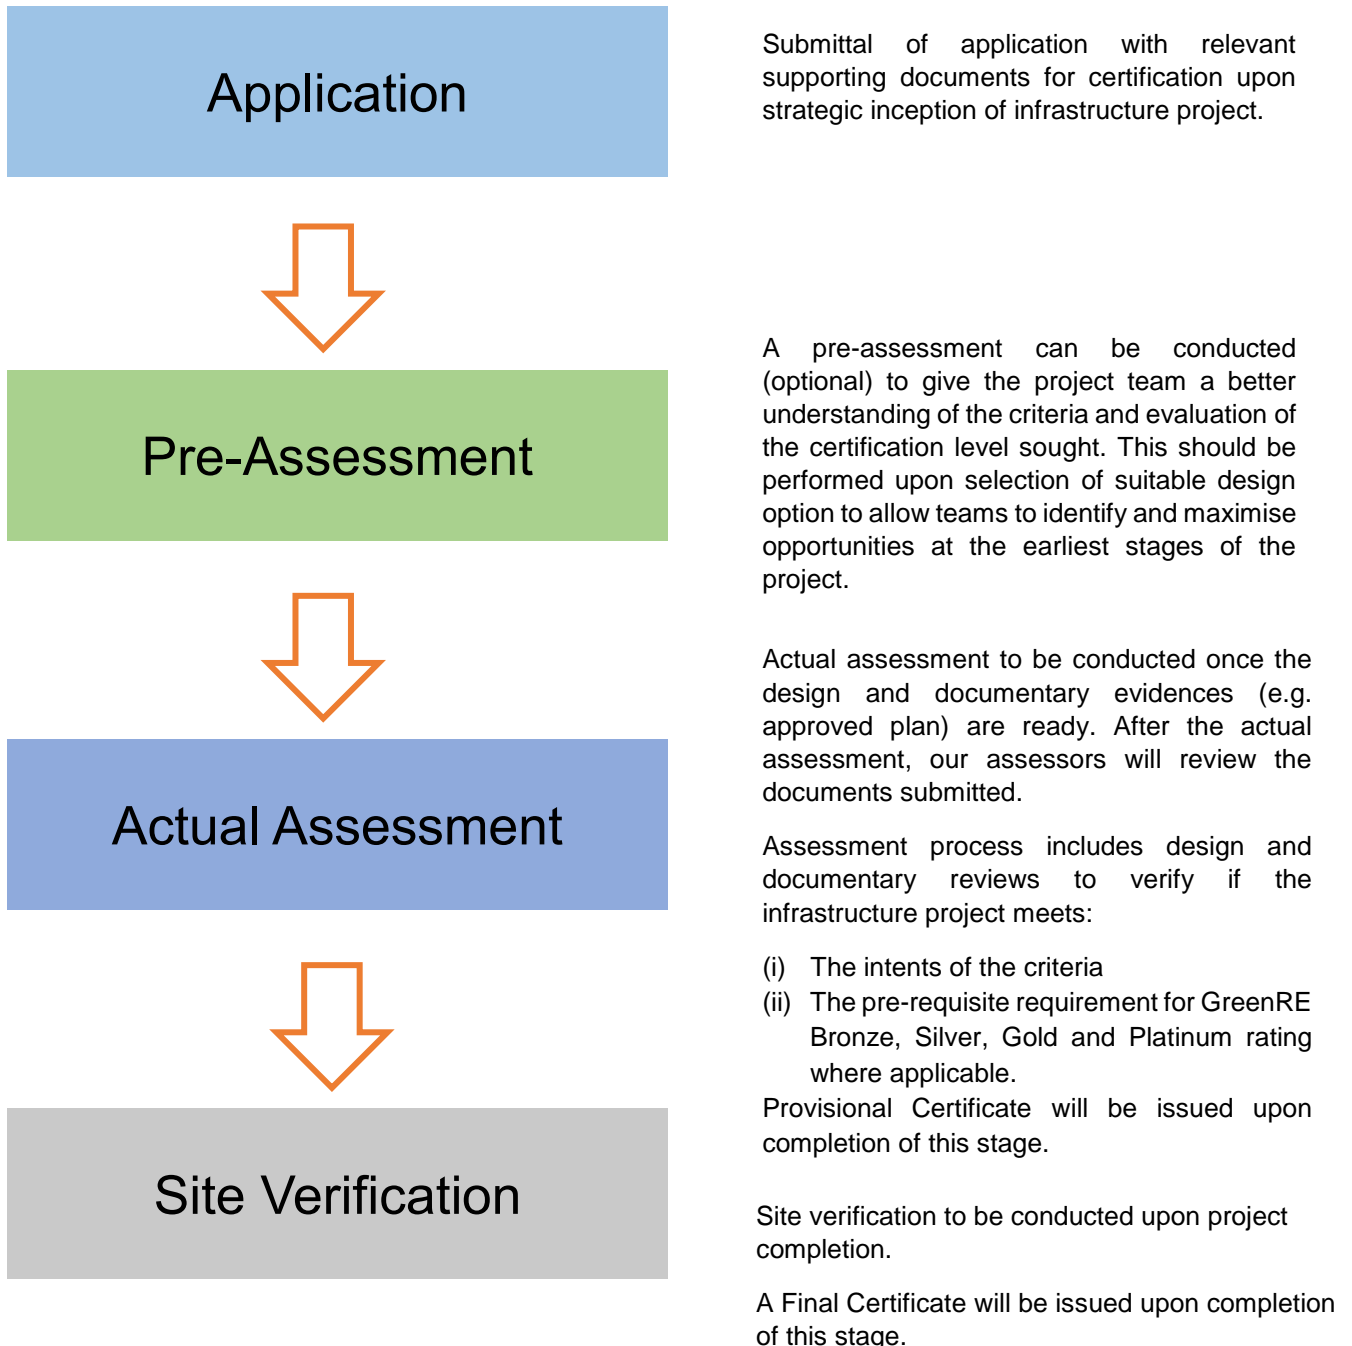 Application
Submittal of application with relevant
supporting documents for certification upon
strategic inception of infrastructure project.
Pre-Assessment
A pre-assessment can be conducted
(optional) to give the project team a better
understanding of the criteria and evaluation of
the certification level sought. This should be
performed upon selection of suitable design
option to allow teams to identify and maximise
opportunities at the earliest stages of the
project.
Actual Assessment
Actual assessment to be conducted once the
design and documentary evidences (e.g.
approved plan) are ready. After the actual
assessment, our assessors will review the
documents submitted.
Assessment process includes design and
documentary reviews to verify if the
infrastructure project meets:
(i) The intents of the criteria
(ii) The pre-requisite requirement for GreenRE
Bronze, Silver, Gold and Platinum rating
where applicable.
Provisional Certificate will be issued upon
completion of this stage.
Site Verification
Site verification to be conducted upon project
completion.
A Final Certificate will be issued upon completion
of this stage.